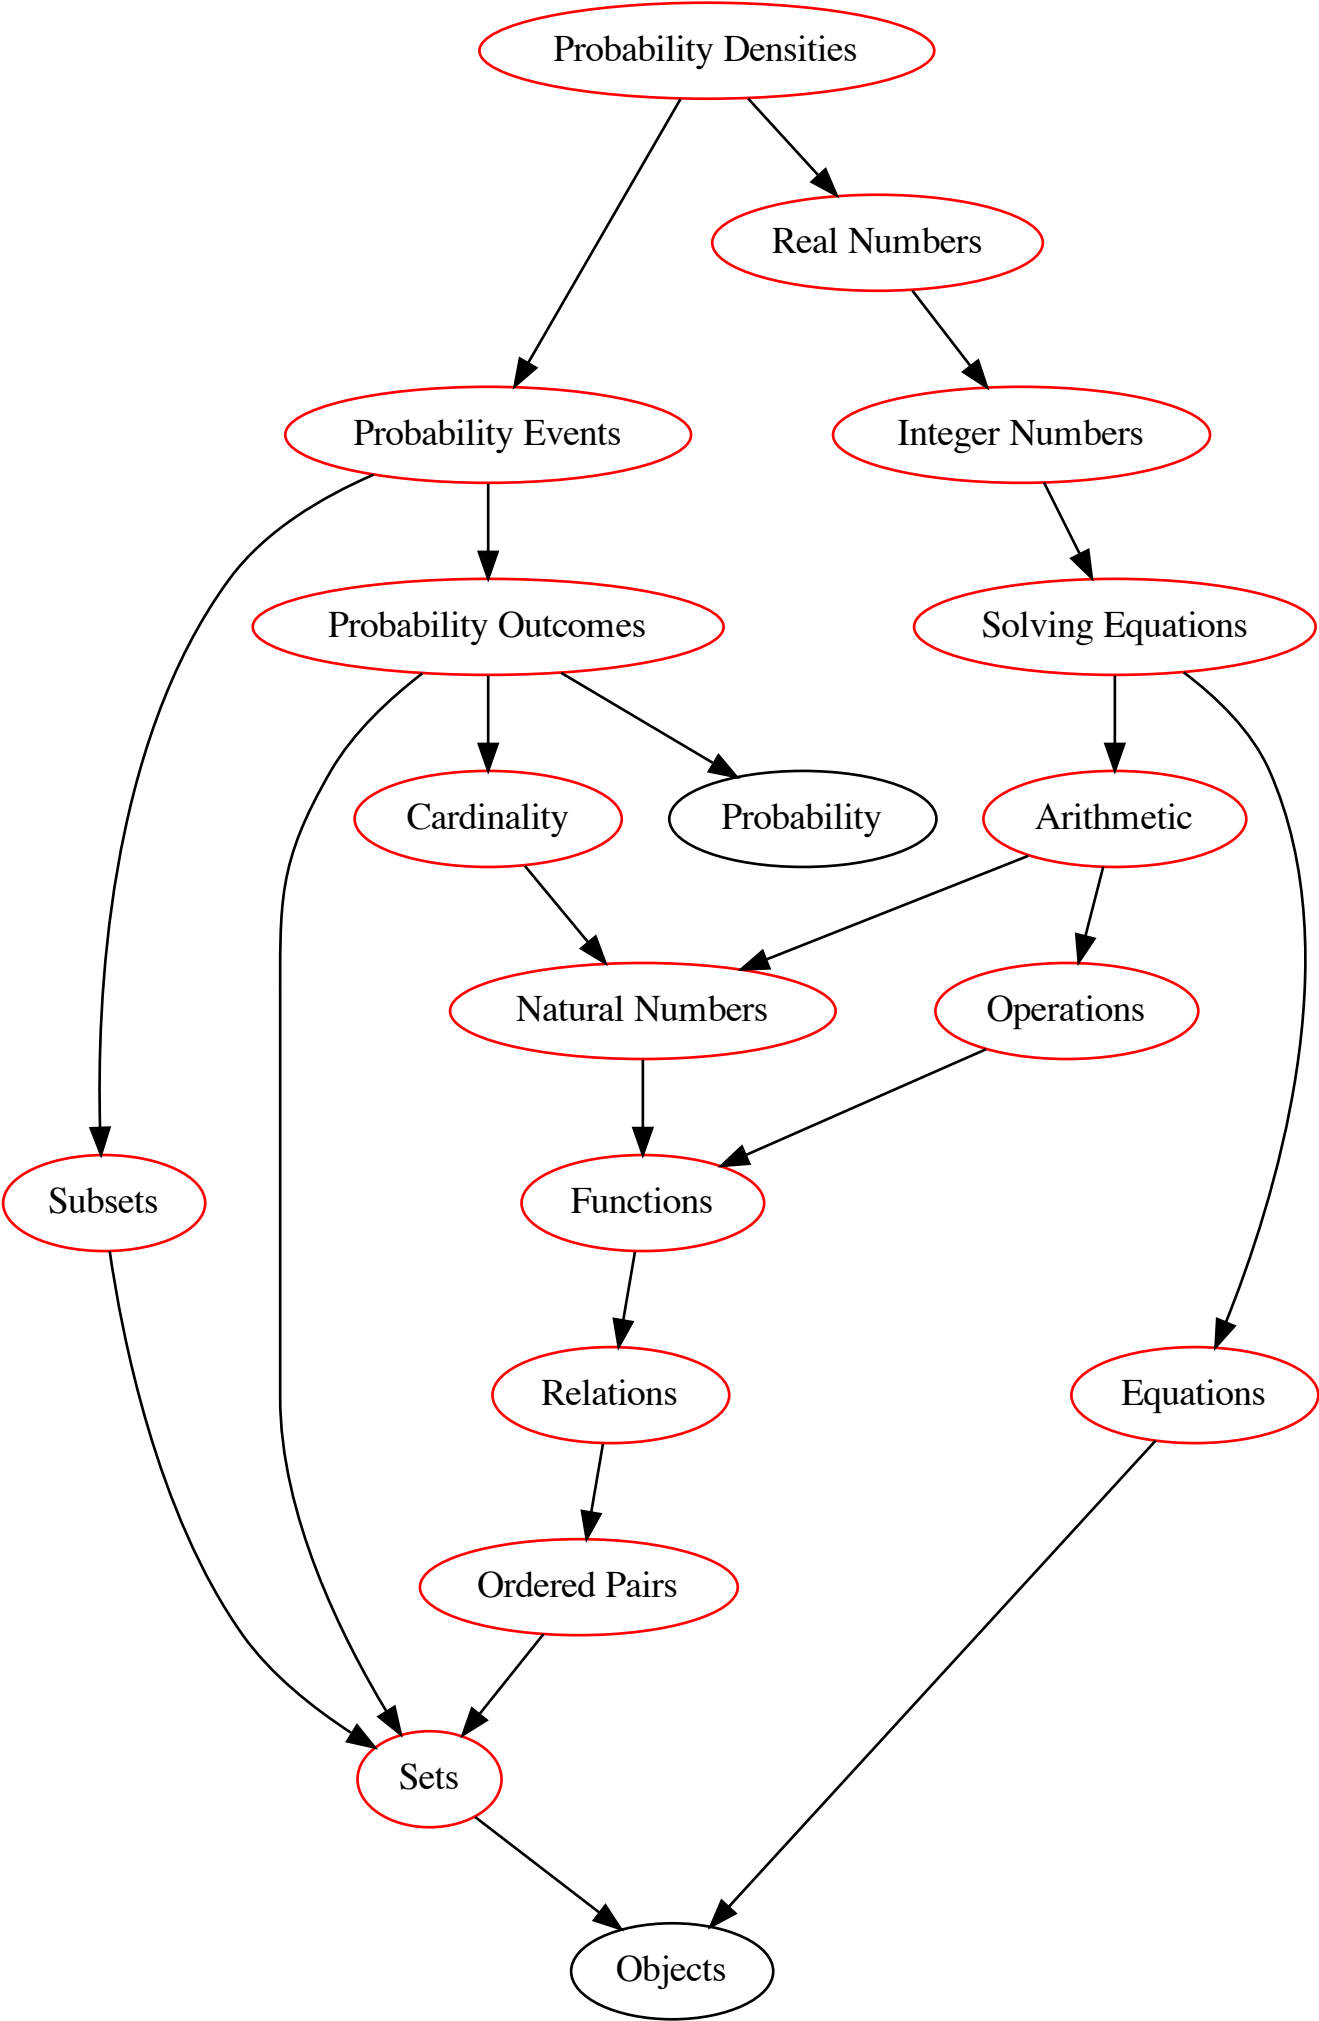 Probability Densities
Real Numbers
Probability Events
Integer Numbers
Probability Outcomes
Solving Equations
Cardinality
Probability
Arithmetic
Natural Numbers
Operations
Subsets
Functions
Relations
Equations
Ordered Pairs
Sets
Objects